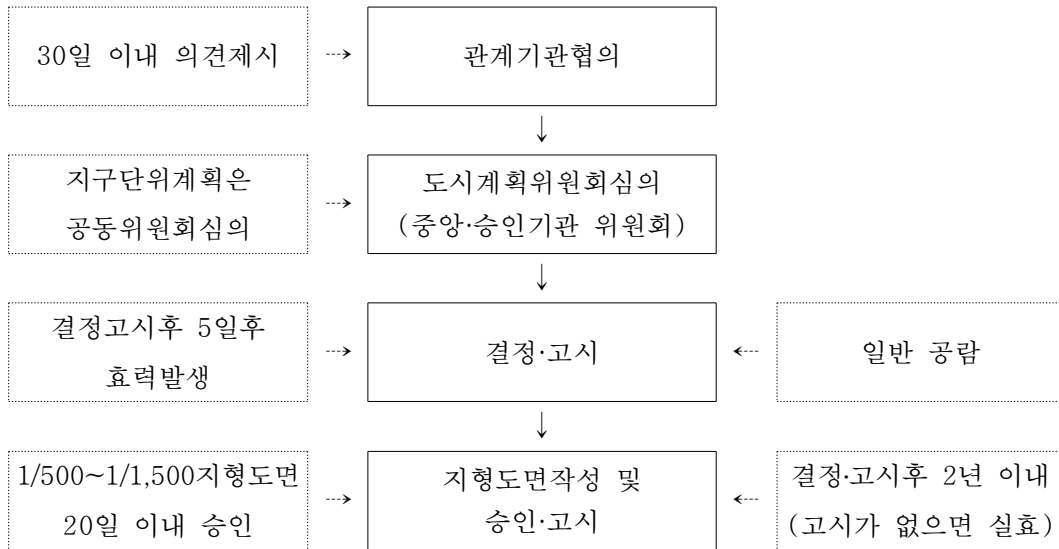 30일 이내 의견제시
관계기관협의
지구단위계획은
공동위원회심의
도시계획위원회심의
(중앙·승인기관 위원회)
결정고시후 5일후
효력발생
결정·고시
일반 공람
1/500~1/1,500지형도면
20일 이내 승인
지형도면작성 및
승인·고시
결정·고시후 2년 이내
(고시가 없으면 실효)